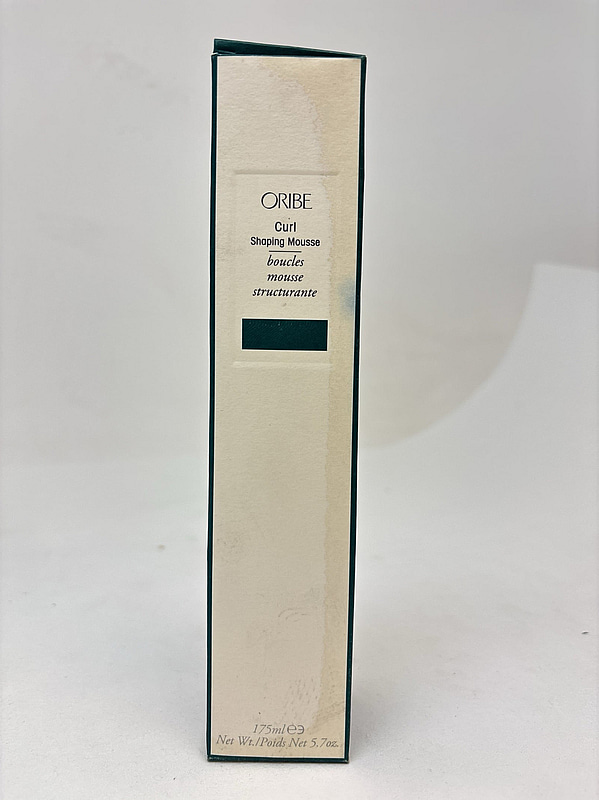 ORIBE
Curl
Shaping Mousse
boucles
mousse
structurante
175ml ℮
Net Wt./Poids Net 5.7oz.